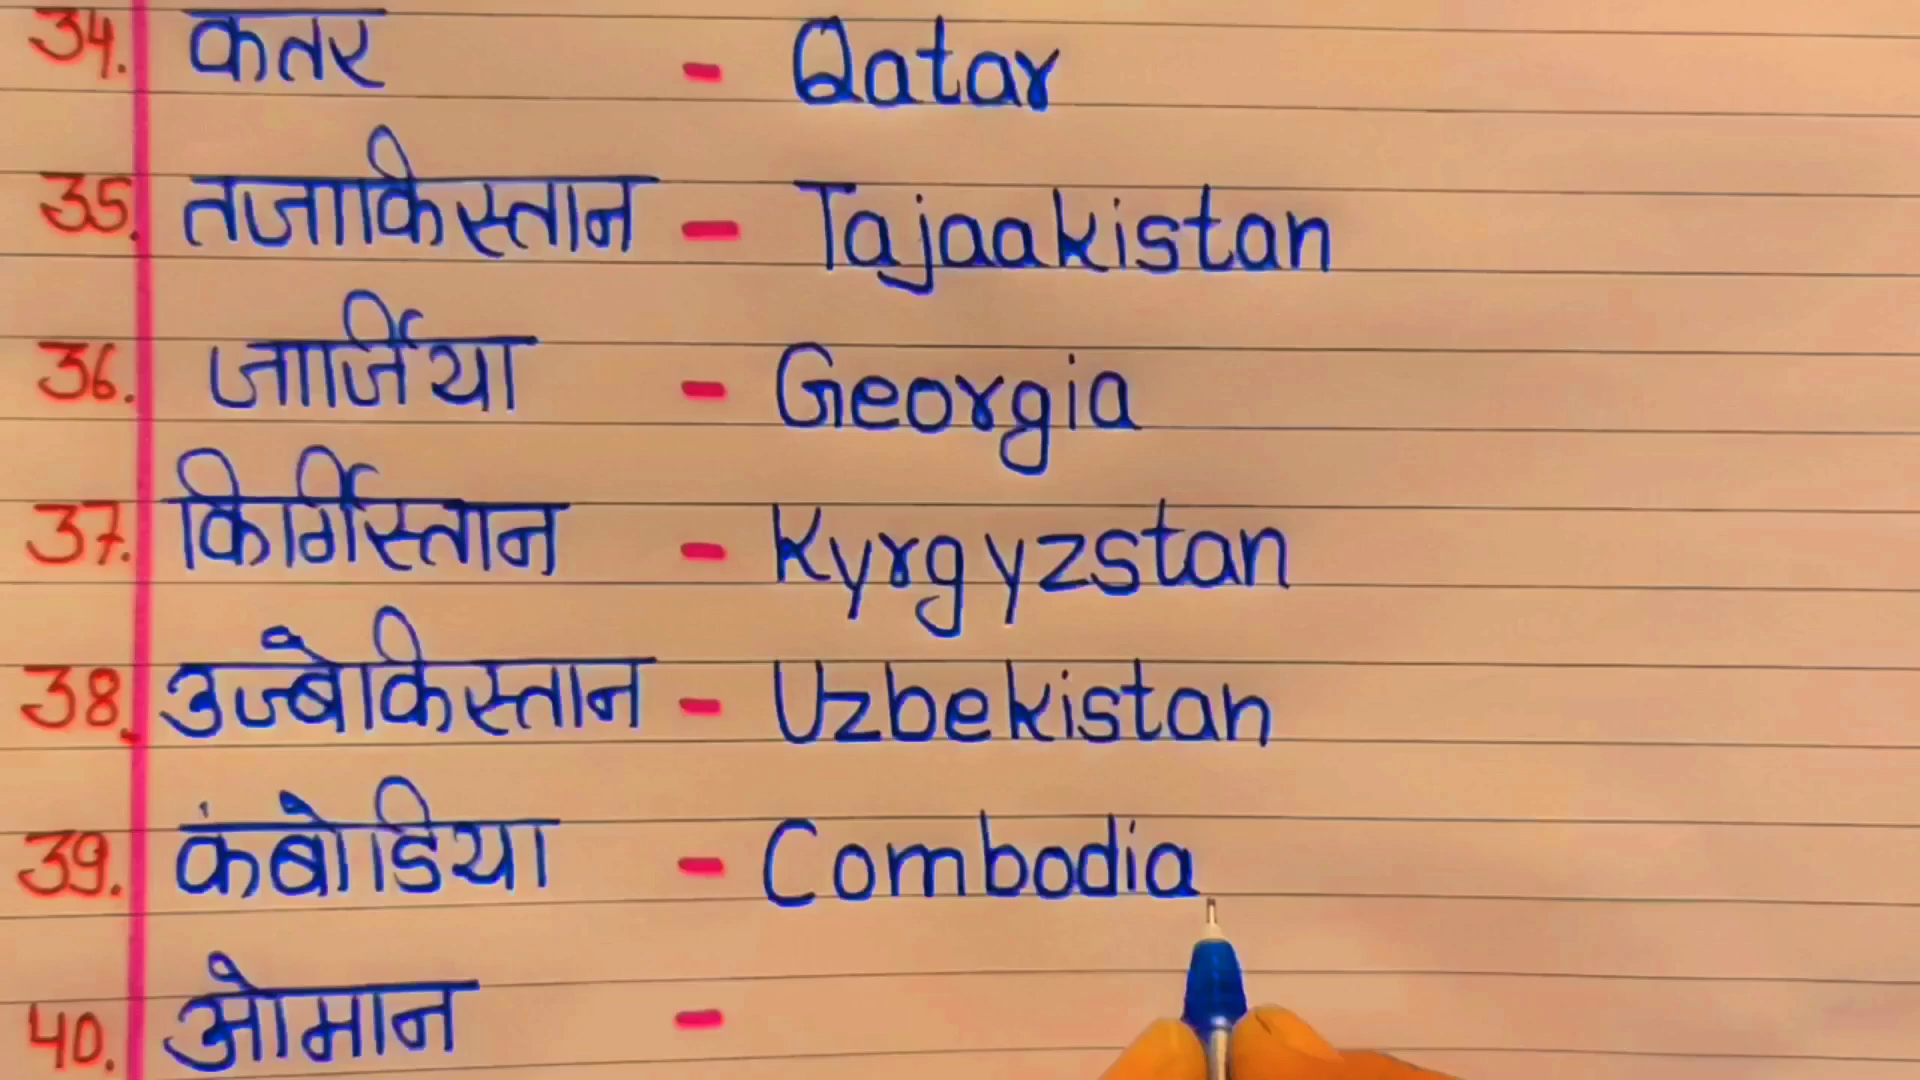 34. कतर - Qatar
35. तजाकिस्तान - Tajaakistan
36. जार्जिया - Georgia
37. किर्गिस्तान - Kyrgyzstan
38. उज्बेकिस्तान - Uzbekistan
39. कंबोडिया - Combodia
40. ओमान -